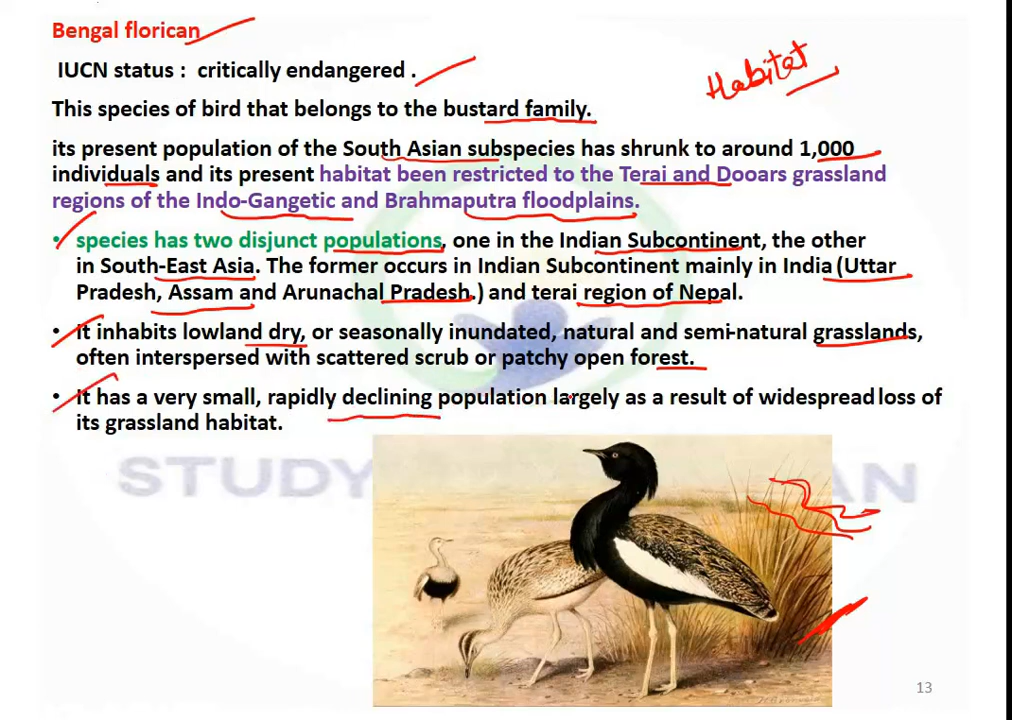 Bengal florican
IUCN status : critically endangered .
Habitat
This species of bird that belongs to the bustard family.
its present population of the South Asian subspecies has shrunk to around 1,000
individuals and its present habitat been restricted to the Terai and Dooars grassland
regions of the Indo-Gangetic and Brahmaputra floodplains.
• species has two disjunct populations, one in the Indian Subcontinent, the other
in South-East Asia. The former occurs in Indian Subcontinent mainly in India (Uttar
Pradesh, Assam and Arunachal Pradesh.) and terai region of Nepal.
• It inhabits lowland dry, or seasonally inundated, natural and semi-natural grasslands,
often interspersed with scattered scrub or patchy open forest.
• It has a very small, rapidly declining population largely as a result of widespread loss of
its grassland habitat.
STUDY AN
13